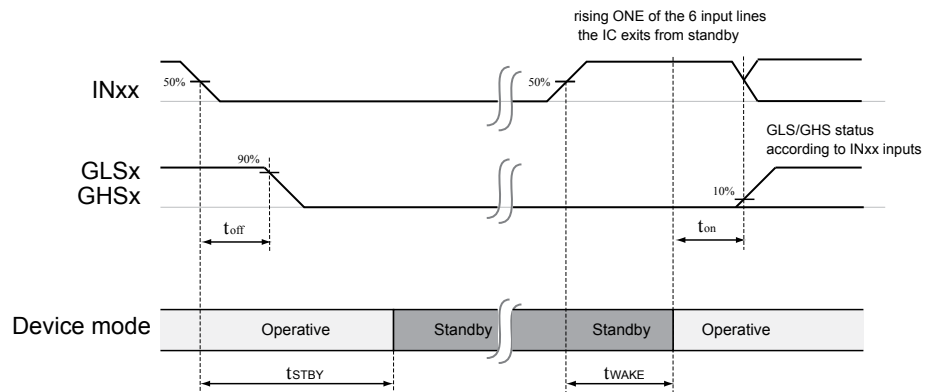 rising ONE of the 6 input lines
the IC exits from standby
INxx
50%
50%
GLS/GHS status
according to INxx inputs
GLSx
GHSx
90%
10%
toff
ton
Device mode
Operative
Standby
Standby
Operative
tSTBY
tWAKE